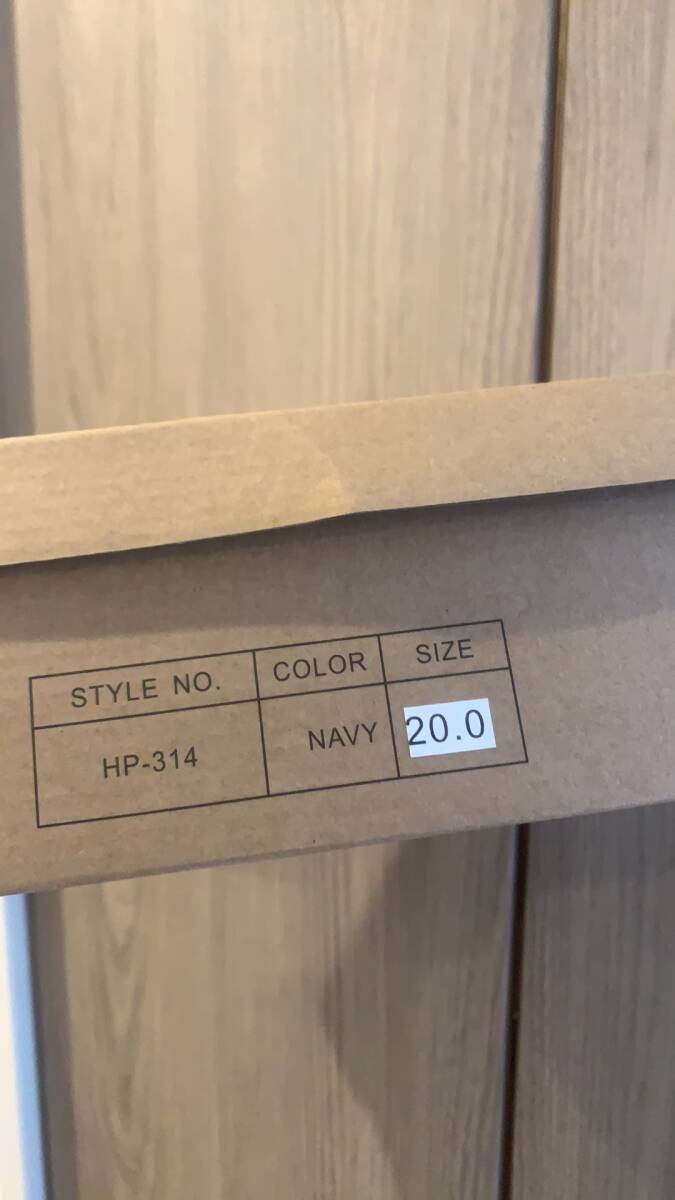 STYLE NO. COLOR SIZE
HP-314 NAVY 20.0